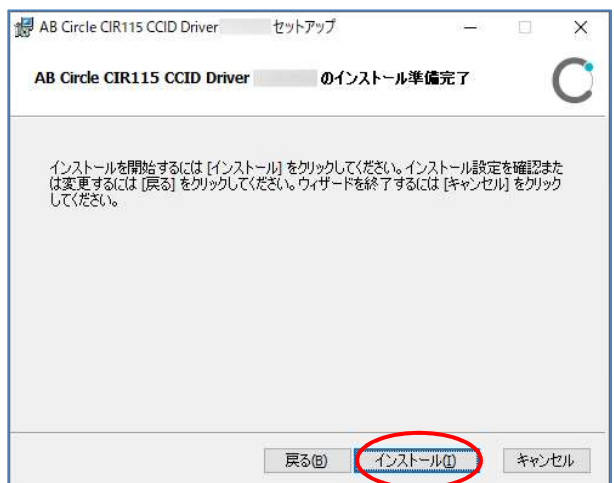 AB Circle CIR115 CCID Driver セットアップ
AB Circle CIR115 CCID Driver のインストール準備完了
インストールを開始するには [インストール] をクリックしてください。インストール設定を確認また
は変更するには [戻る] をクリックしてください。ウィザードを終了するには [キャンセル] をクリック
してください。
戻る(B) インストール(I) キャンセル